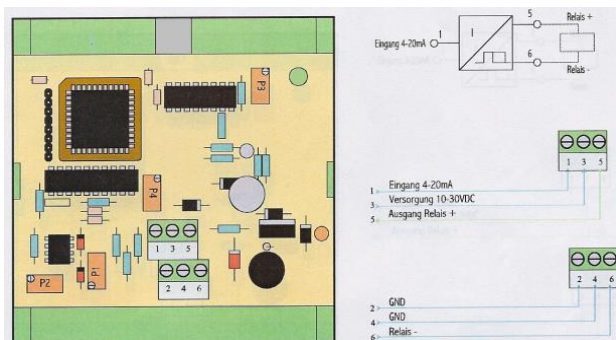 P3
P4
1 3 5
2 4 6
P2
P1
Eingang 4-20mA
1
I
5
Relais +
6
Relais -
1 3 5
1 Eingang 4-20mA
3 Versorgung 10-30VDC
5 Ausgang Relais +
2 4 6
2 GND
4 GND
6 Relais -